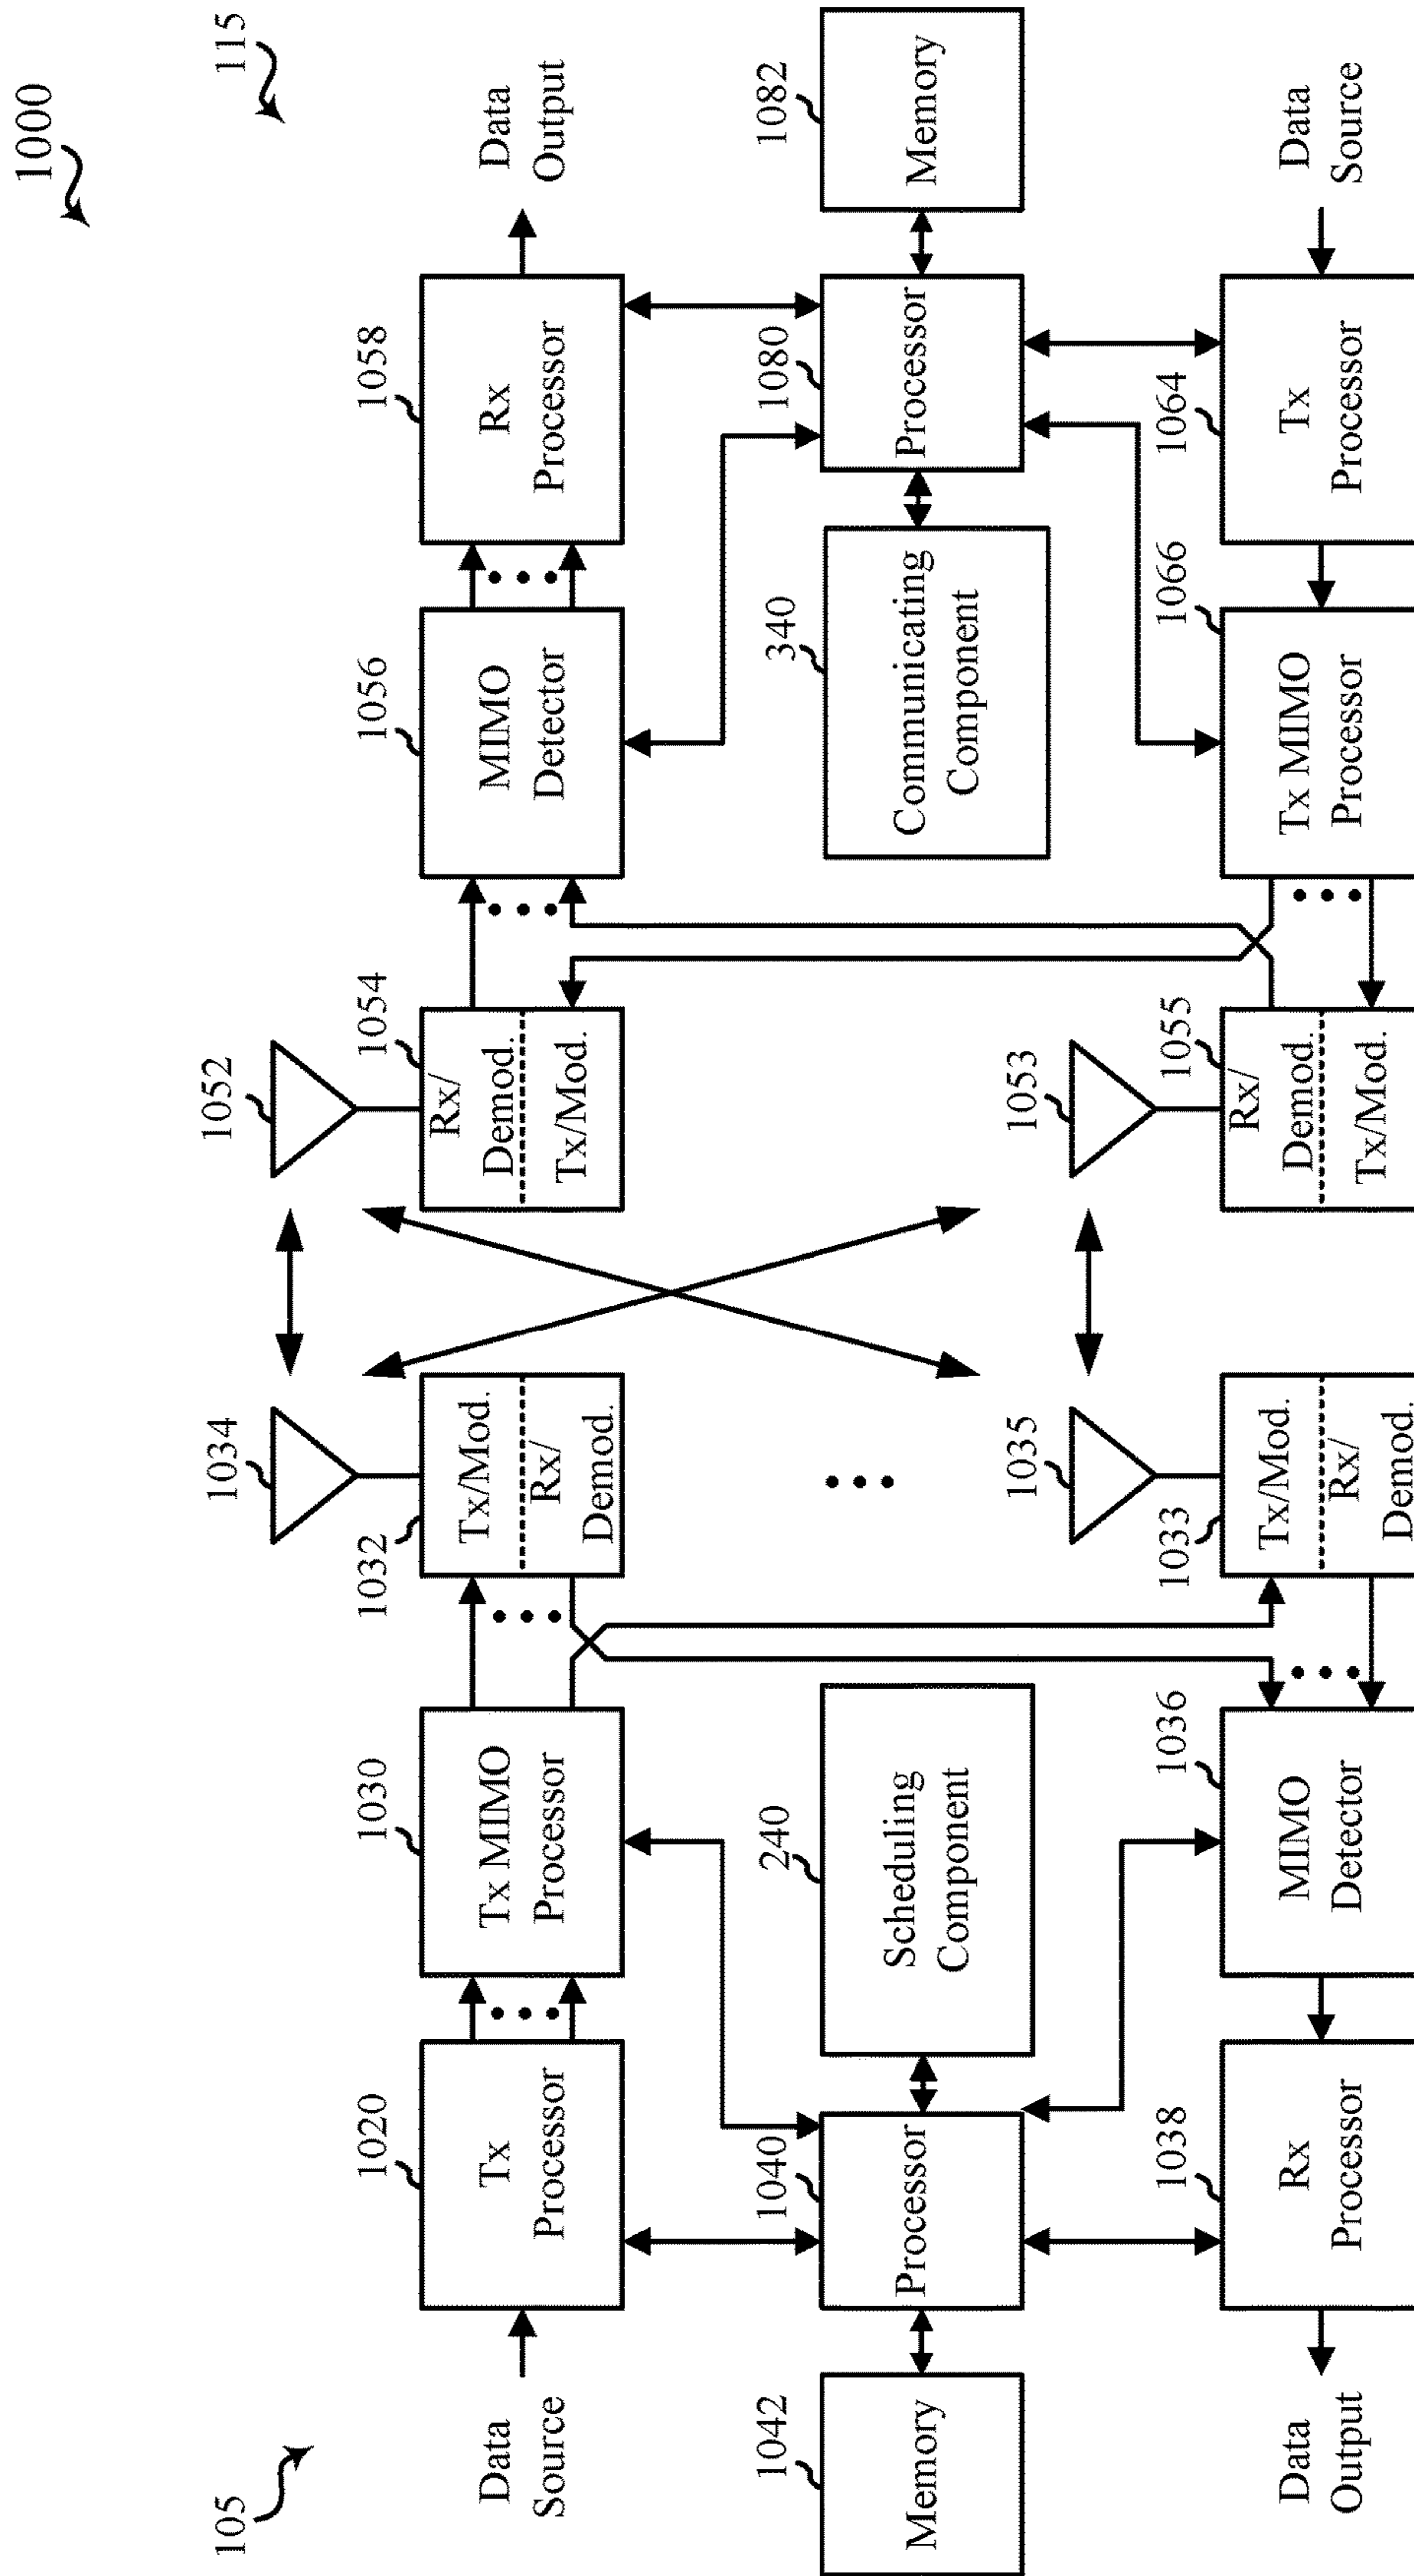 1000
105
115
Data
Source
1020
Tx
Processor
1030
Tx MIMO
Processor
1032
Tx/Mod.
Rx/
Demod.
1034
1052
1054
Rx/
Demod.
Tx/Mod.
1056
MIMO
Detector
1058
Rx
Processor
Data
Output
1042
Memory
1040
Processor
240
Scheduling
Component
340
Communicating
Component
1080
Processor
1082
Memory
Data
Output
1038
Rx
Processor
1036
MIMO
Detector
1033
Tx/Mod.
Rx/
Demod.
1035
1053
1055
Rx/
Demod.
Tx/Mod.
1066
Tx MIMO
Processor
1064
Tx
Processor
Data
Source